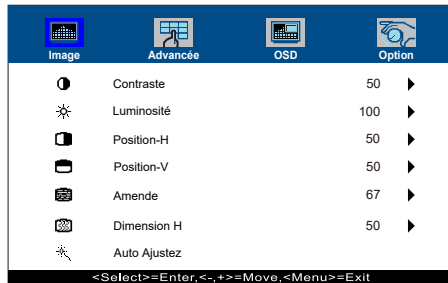 Image Advancée OSD Option
Contraste 50
Luminosité 100
Position-H 50
Position-V 50
Amende 67
Dimension H 50
Auto Ajustez
<Select>=Enter,<-,+>=Move,<Menu>=Exit